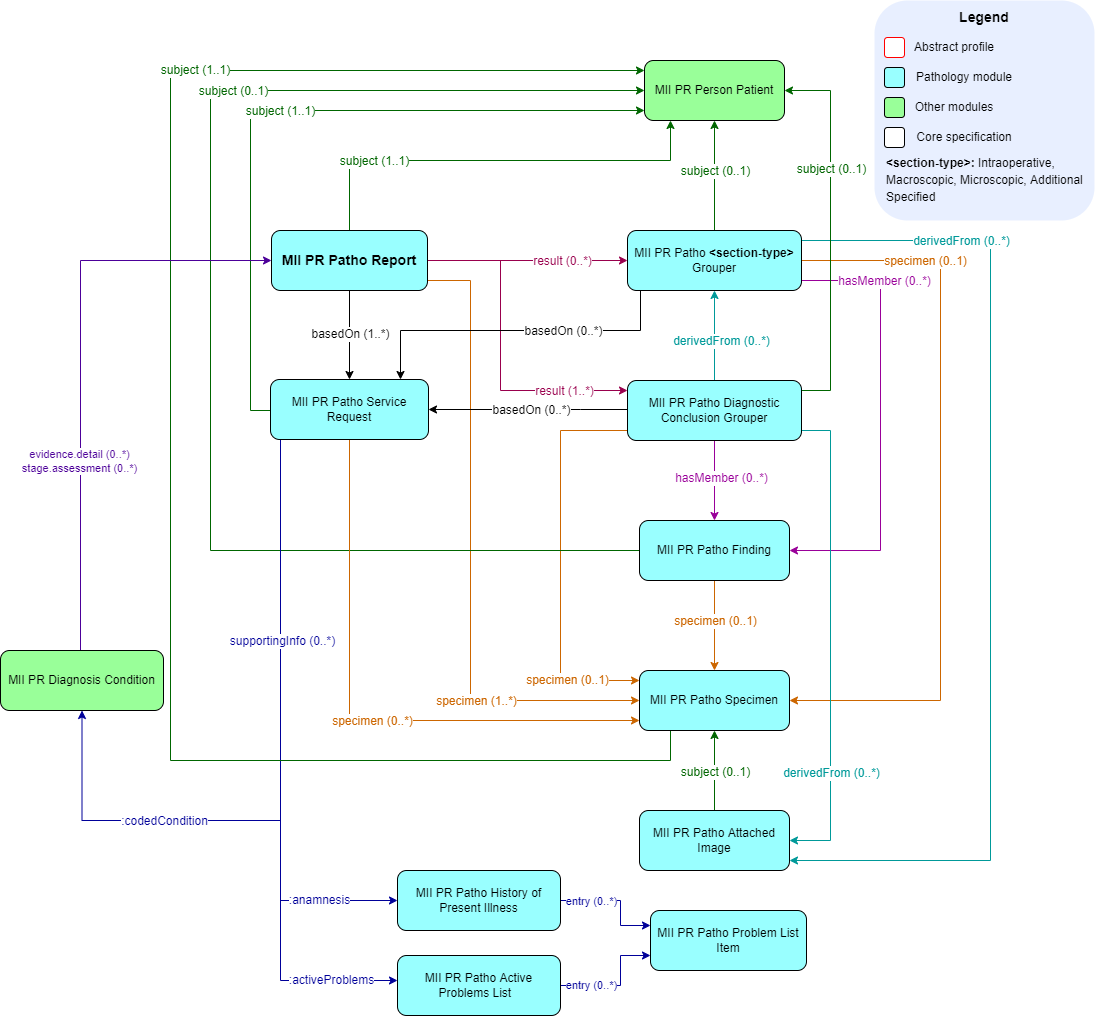 Legend
Abstract profile
Pathology module
Other modules
Core specification
<section-type>: Intraoperative,
Macroscopic, Microscopic, Additional
Specified
subject (1..1)
subject (0..1)
subject (1..1)
MII PR Person Patient
subject (1..1)
subject (0..1)
subject (0..1)
MII PR Patho Report
result (0..*)
MII PR Patho <section-type>
Grouper
derivedFrom (0..*)
specimen (0..1)
hasMember (0..*)
basedOn (1..*)
basedOn (0..*)
derivedFrom (0..*)
MII PR Patho Service
Request
result (1..*)
basedOn (0..*)
MII PR Patho Diagnostic
Conclusion Grouper
evidence.detail (0..*)
stage.assessment (0..*)
hasMember (0..*)
MII PR Patho Finding
supportingInfo (0..*)
specimen (0..1)
MII PR Diagnosis Condition
specimen (0..1)
specimen (1..*)
specimen (0..*)
MII PR Patho Specimen
subject (0..1)
derivedFrom (0..*)
:codedCondition
MII PR Patho Attached
Image
:anamnesis
MII PR Patho History of
Present Illness
entry (0..*)
MII PR Patho Problem List
Item
:activeProblems
MII PR Patho Active
Problems List
entry (0..*)